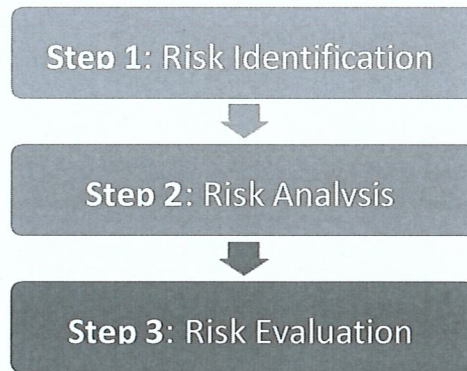 Step 1: Risk Identification
Step 2: Risk Analysis
Step 3: Risk Evaluation